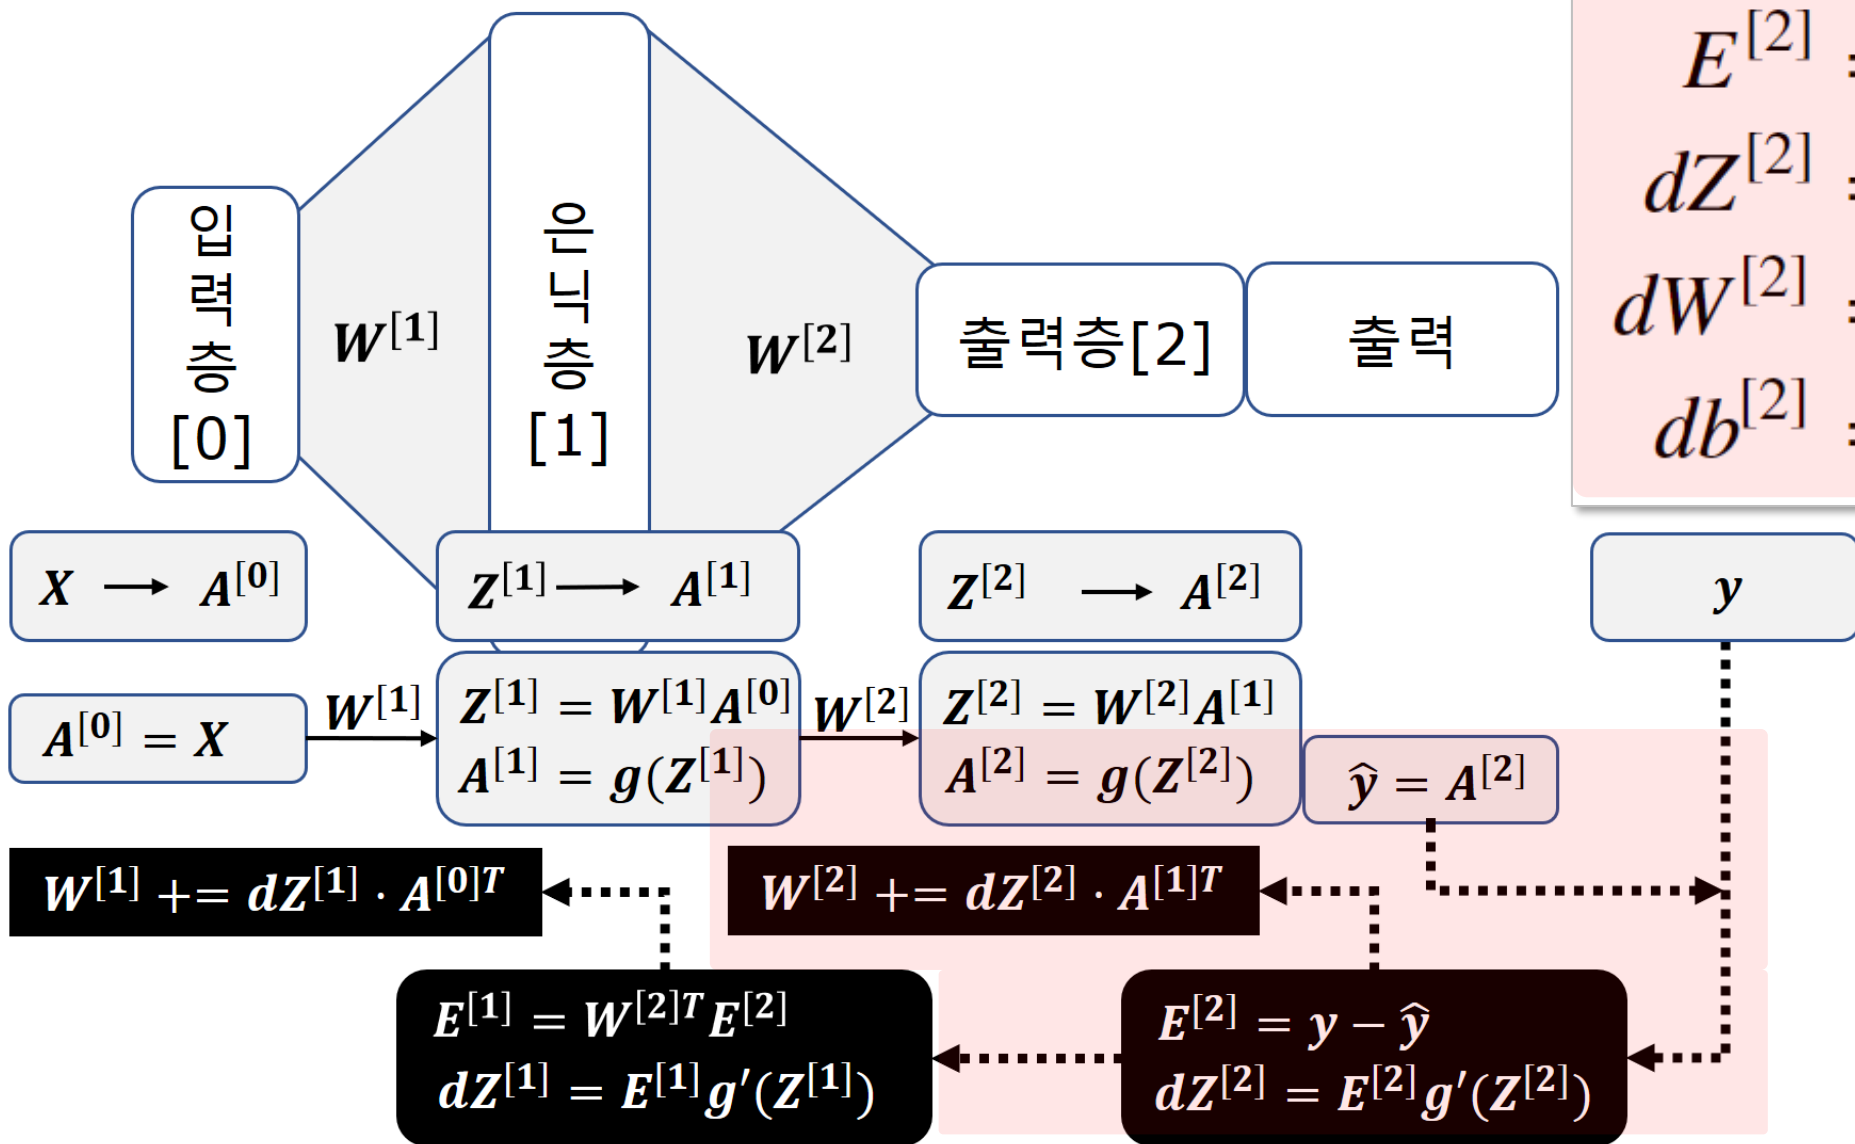 입력층[0]
W^[1]
은닉층[1]
W^[2]
출력층[2]
출력
E^[2] =
dZ^[2] =
dW^[2] =
db^[2] =
X → A^[0]
Z^[1] → A^[1]
Z^[2] → A^[2]
y
A^[0] = X
W^[1]
Z^[1] = W^[1]A^[0]
A^[1] = g(Z^[1])
W^[2]
Z^[2] = W^[2]A^[1]
A^[2] = g(Z^[2])
ŷ = A^[2]
W^[1] += dZ^[1] · A^[0]T
W^[2] += dZ^[2] · A^[1]T
E^[1] = W^[2]T E^[2]
dZ^[1] = E^[1]g′(Z^[1])
E^[2] = y − ŷ
dZ^[2] = E^[2]g′(Z^[2])